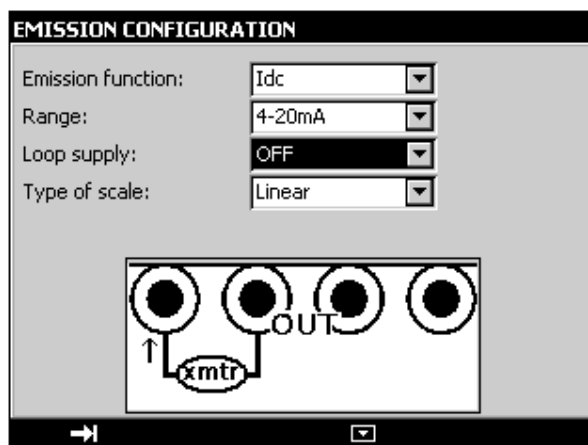 EMISSION CONFIGURATION
Emission function: Idc
Range: 4-20mA
Loop supply: OFF
Type of scale: Linear
OUT
xmtr